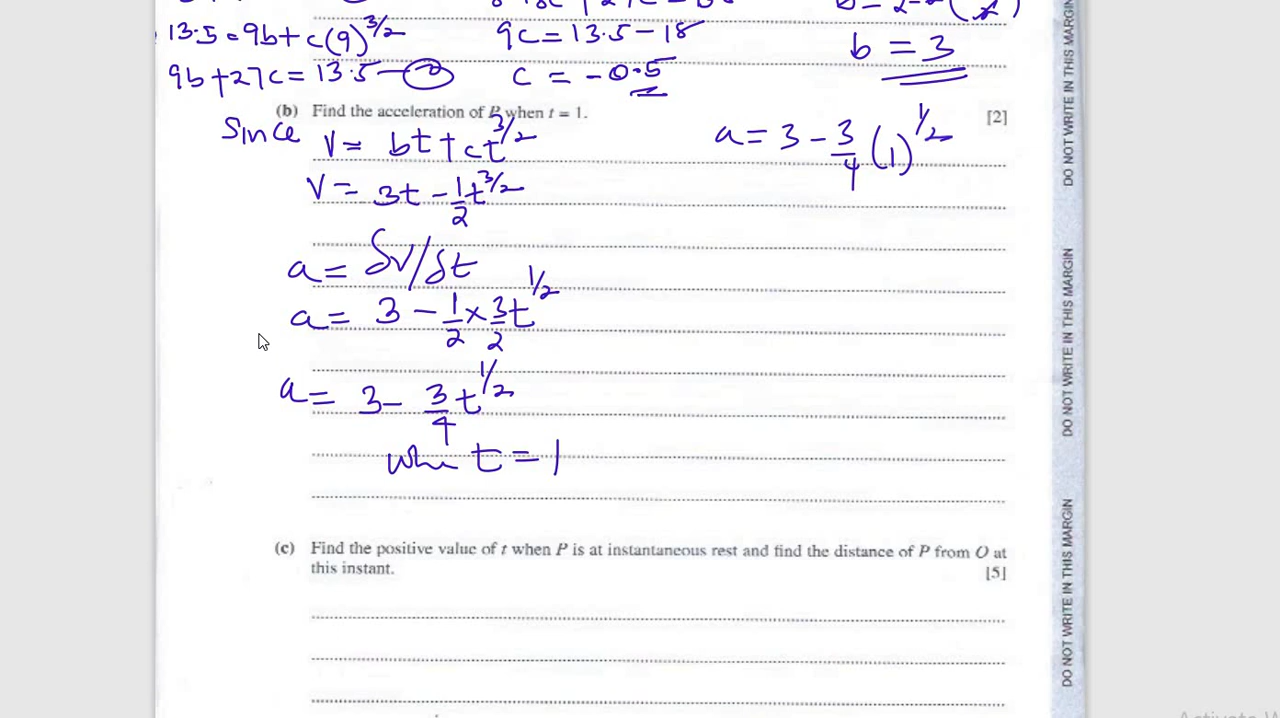 13.5 = 9b + c(9)^3/2
9b + 27c = 13.5 — ②
9c = 13.5 - 18
c = -0.5
b = 3
(b) Find the acceleration of P when t = 1. [2]
Since v = bt + ct^3/2
v = 3t - 1/2 t^3/2
a = δv/δt
a = 3 - 1/2 × 3/2 t^1/2
a = 3 - 3/4 t^1/2
when t = 1
a = 3 - 3/4 (1)^1/2
(c) Find the positive value of t when P is at instantaneous rest and find the distance of P from O at
this instant. [5]
DO NOT WRITE IN THIS MARGIN
DO NOT WRITE IN THIS MARGIN
DO NOT WRITE IN THIS MARGIN